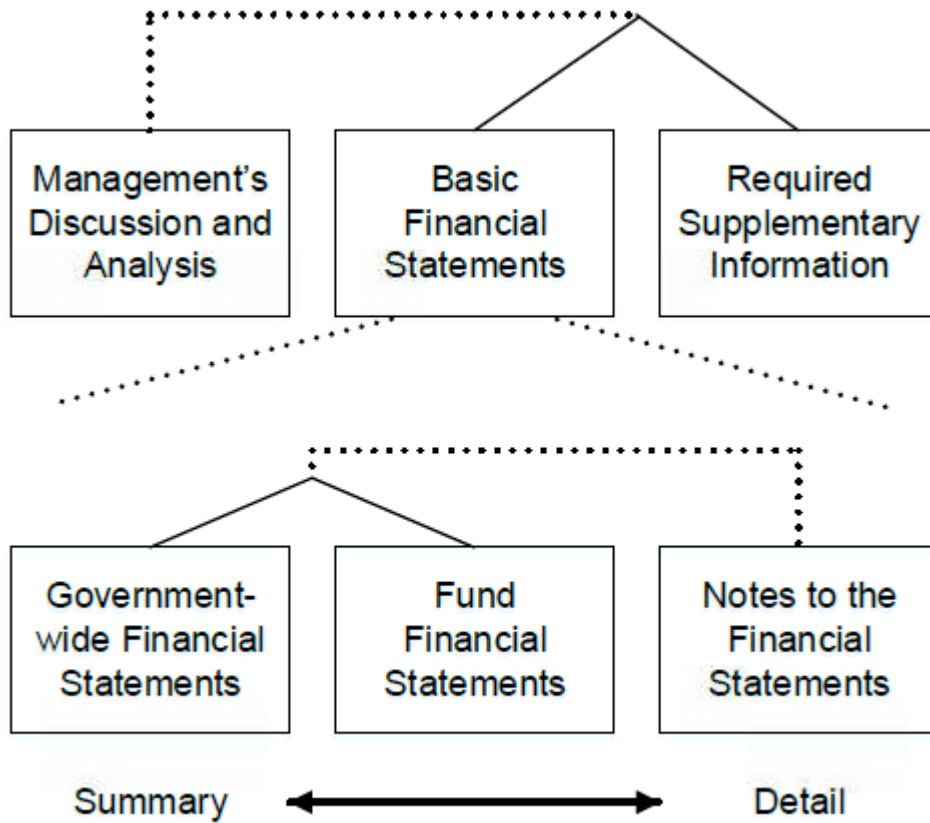 Management's
Discussion and
Analysis
Basic
Financial
Statements
Required
Supplementary
Information
Government-
wide Financial
Statements
Fund
Financial
Statements
Notes to the
Financial
Statements
Summary
Detail